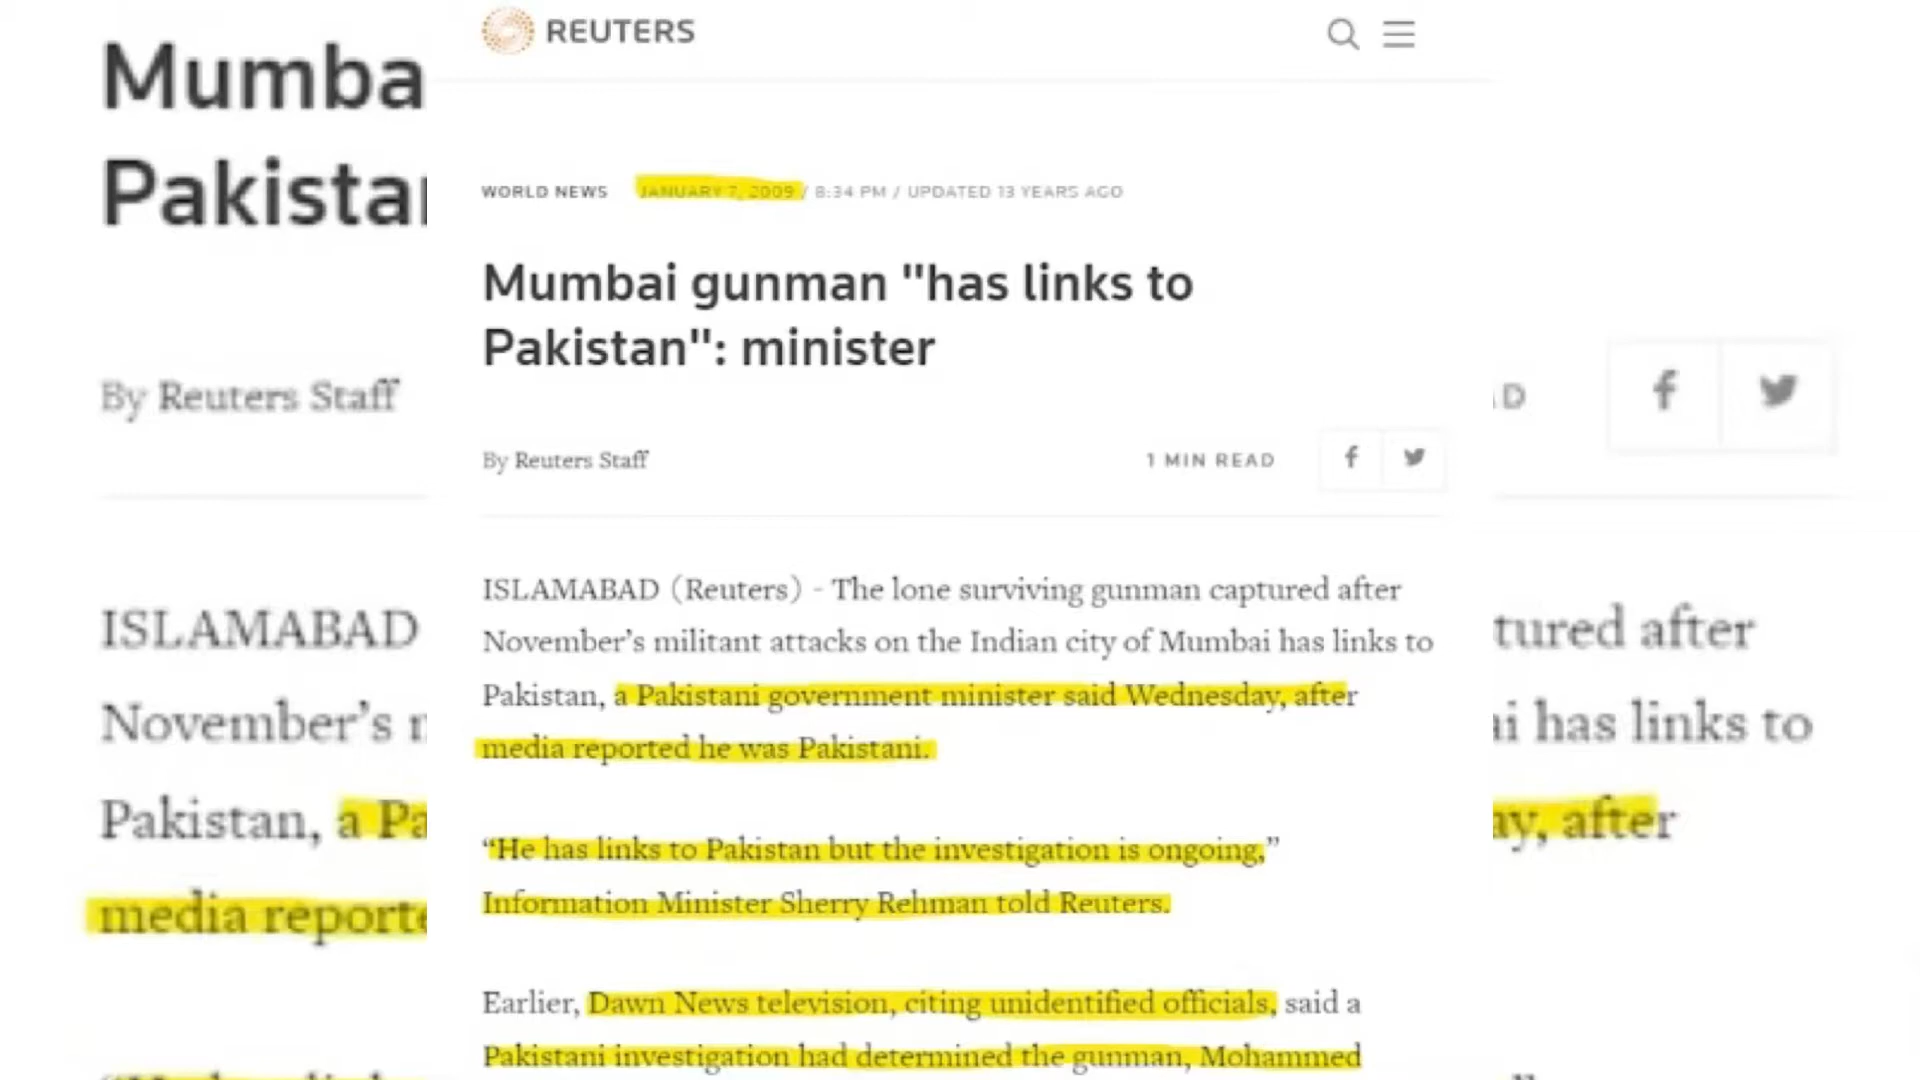 REUTERS
WORLD NEWS JANUARY 7, 2009 / 8:34 PM / UPDATED 13 YEARS AGO
Mumbai gunman "has links to
Pakistan": minister
By Reuters Staff
1 MIN READ
ISLAMABAD (Reuters) - The lone surviving gunman captured after
November’s militant attacks on the Indian city of Mumbai has links to
Pakistan, a Pakistani government minister said Wednesday, after
media reported he was Pakistani.
“He has links to Pakistan but the investigation is ongoing,”
Information Minister Sherry Rehman told Reuters.
Earlier, Dawn News television, citing unidentified officials, said a
Pakistani investigation had determined the gunman, Mohammed
Mumba
Pakista
By Reuters Staff
ISLAMABAD
November’s
Pakistan, a Pa
media reporte
D
tured after
ai has links to
ay, after